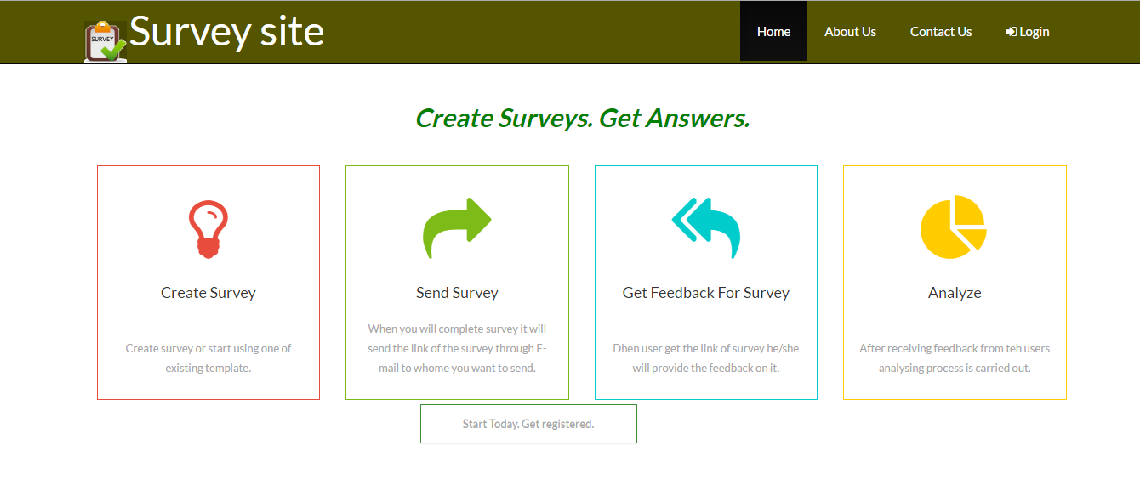 SURVEY
Survey site
Home
About Us
Contact Us
Login
Create Surveys. Get Answers.
Create Survey
Create survey or start using one of
existing template.
Send Survey
When you will complete survey it will
send the link of the survey through E-
mail to whome you want to send.
Get Feedback For Survey
Dhen user get the link of survey he/she
will provide the feedback on it.
Analyze
After receiving feedback from teh users
analysing process is carried out.
Start Today. Get registered.